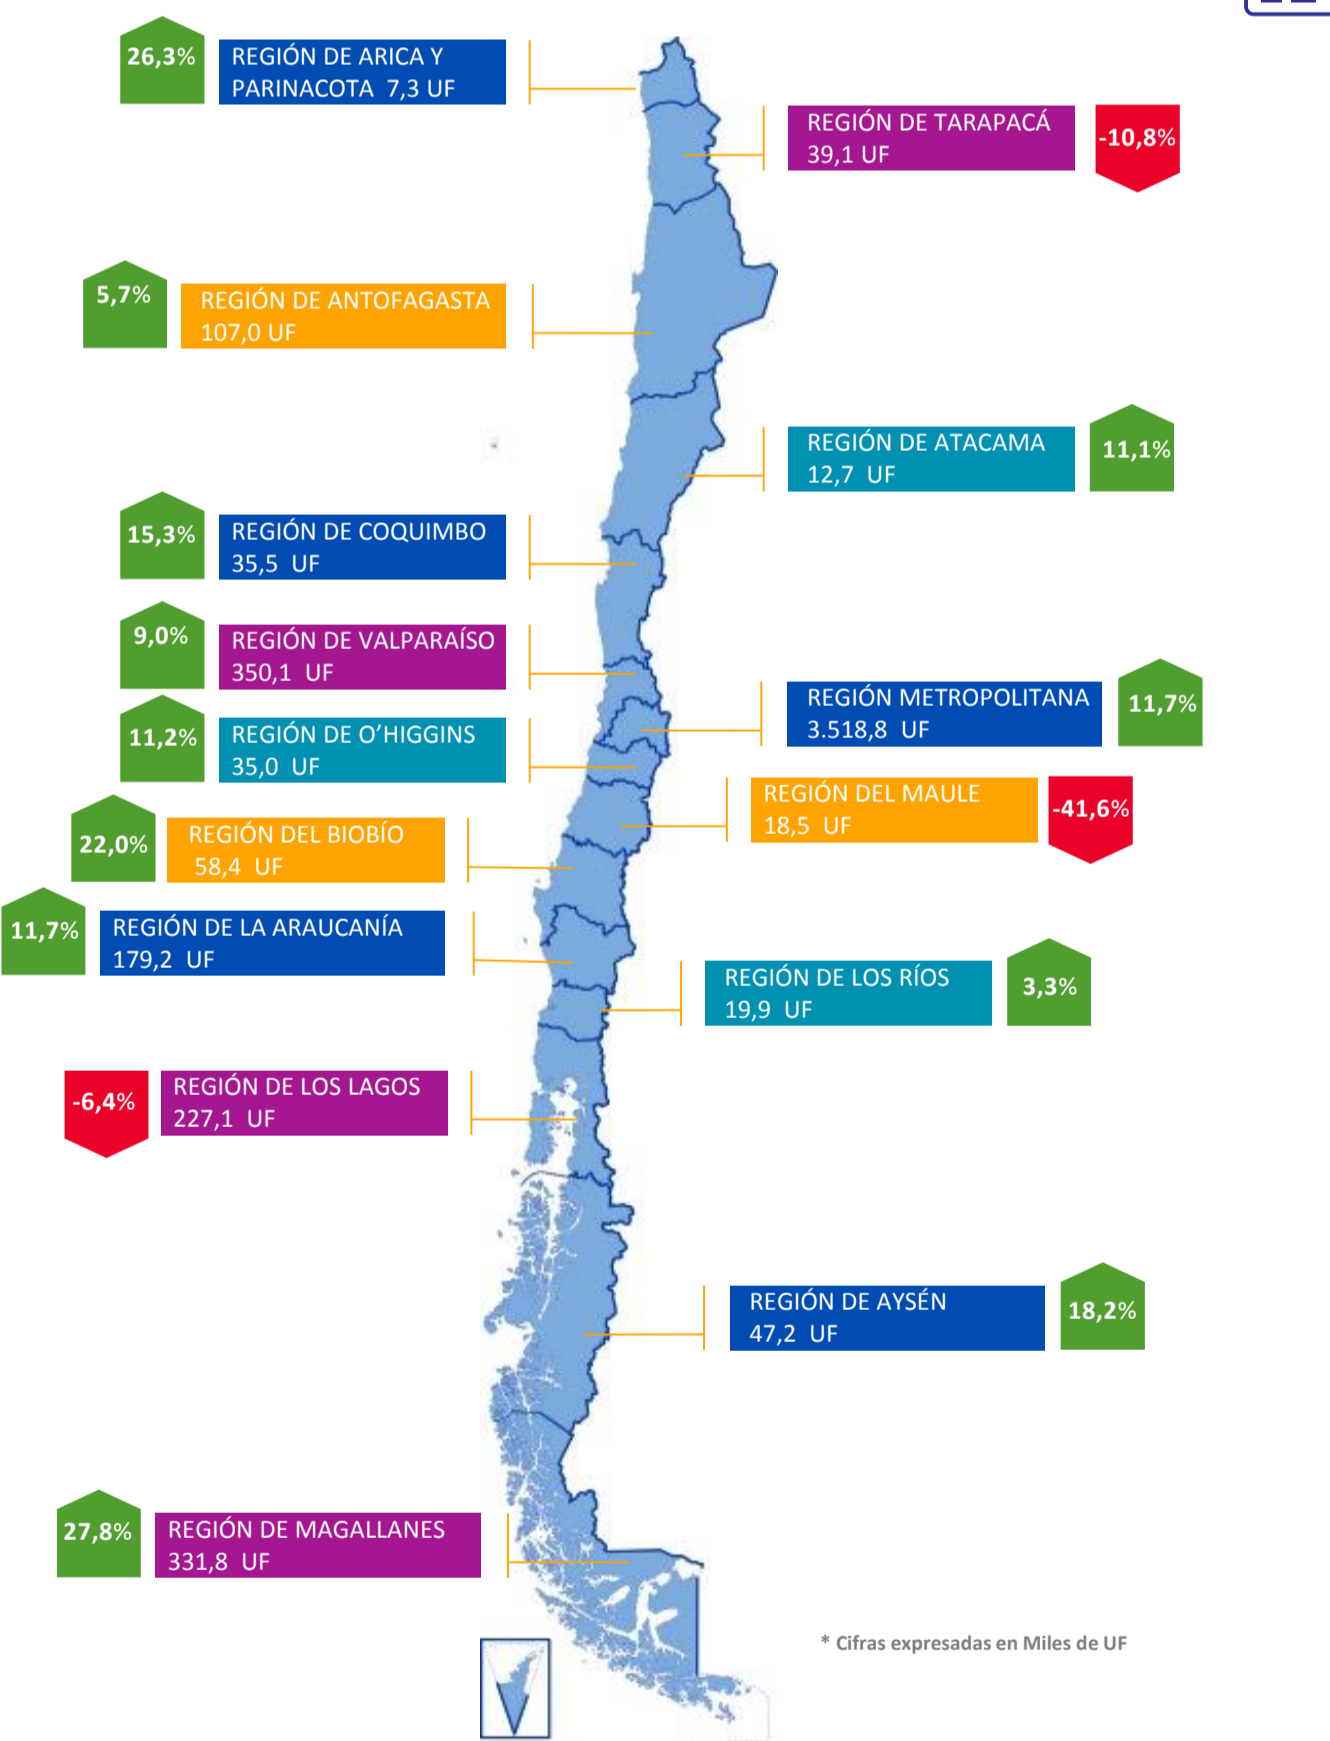 26,3%
REGIÓN DE ARICA Y
PARINACOTA 7,3 UF
REGIÓN DE TARAPACÁ
39,1 UF
-10,8%
5,7%
REGIÓN DE ANTOFAGASTA
107,0 UF
REGIÓN DE ATACAMA
12,7 UF
11,1%
15,3%
REGIÓN DE COQUIMBO
35,5 UF
9,0%
REGIÓN DE VALPARAÍSO
350,1 UF
REGIÓN METROPOLITANA
3.518,8 UF
11,7%
11,2%
REGIÓN DE O’HIGGINS
35,0 UF
REGIÓN DEL MAULE
18,5 UF
-41,6%
22,0%
REGIÓN DEL BIOBÍO
58,4 UF
11,7%
REGIÓN DE LA ARAUCANÍA
179,2 UF
REGIÓN DE LOS RÍOS
19,9 UF
3,3%
-6,4%
REGIÓN DE LOS LAGOS
227,1 UF
REGIÓN DE AYSÉN
47,2 UF
18,2%
27,8%
REGIÓN DE MAGALLANES
331,8 UF
* Cifras expresadas en Miles de UF